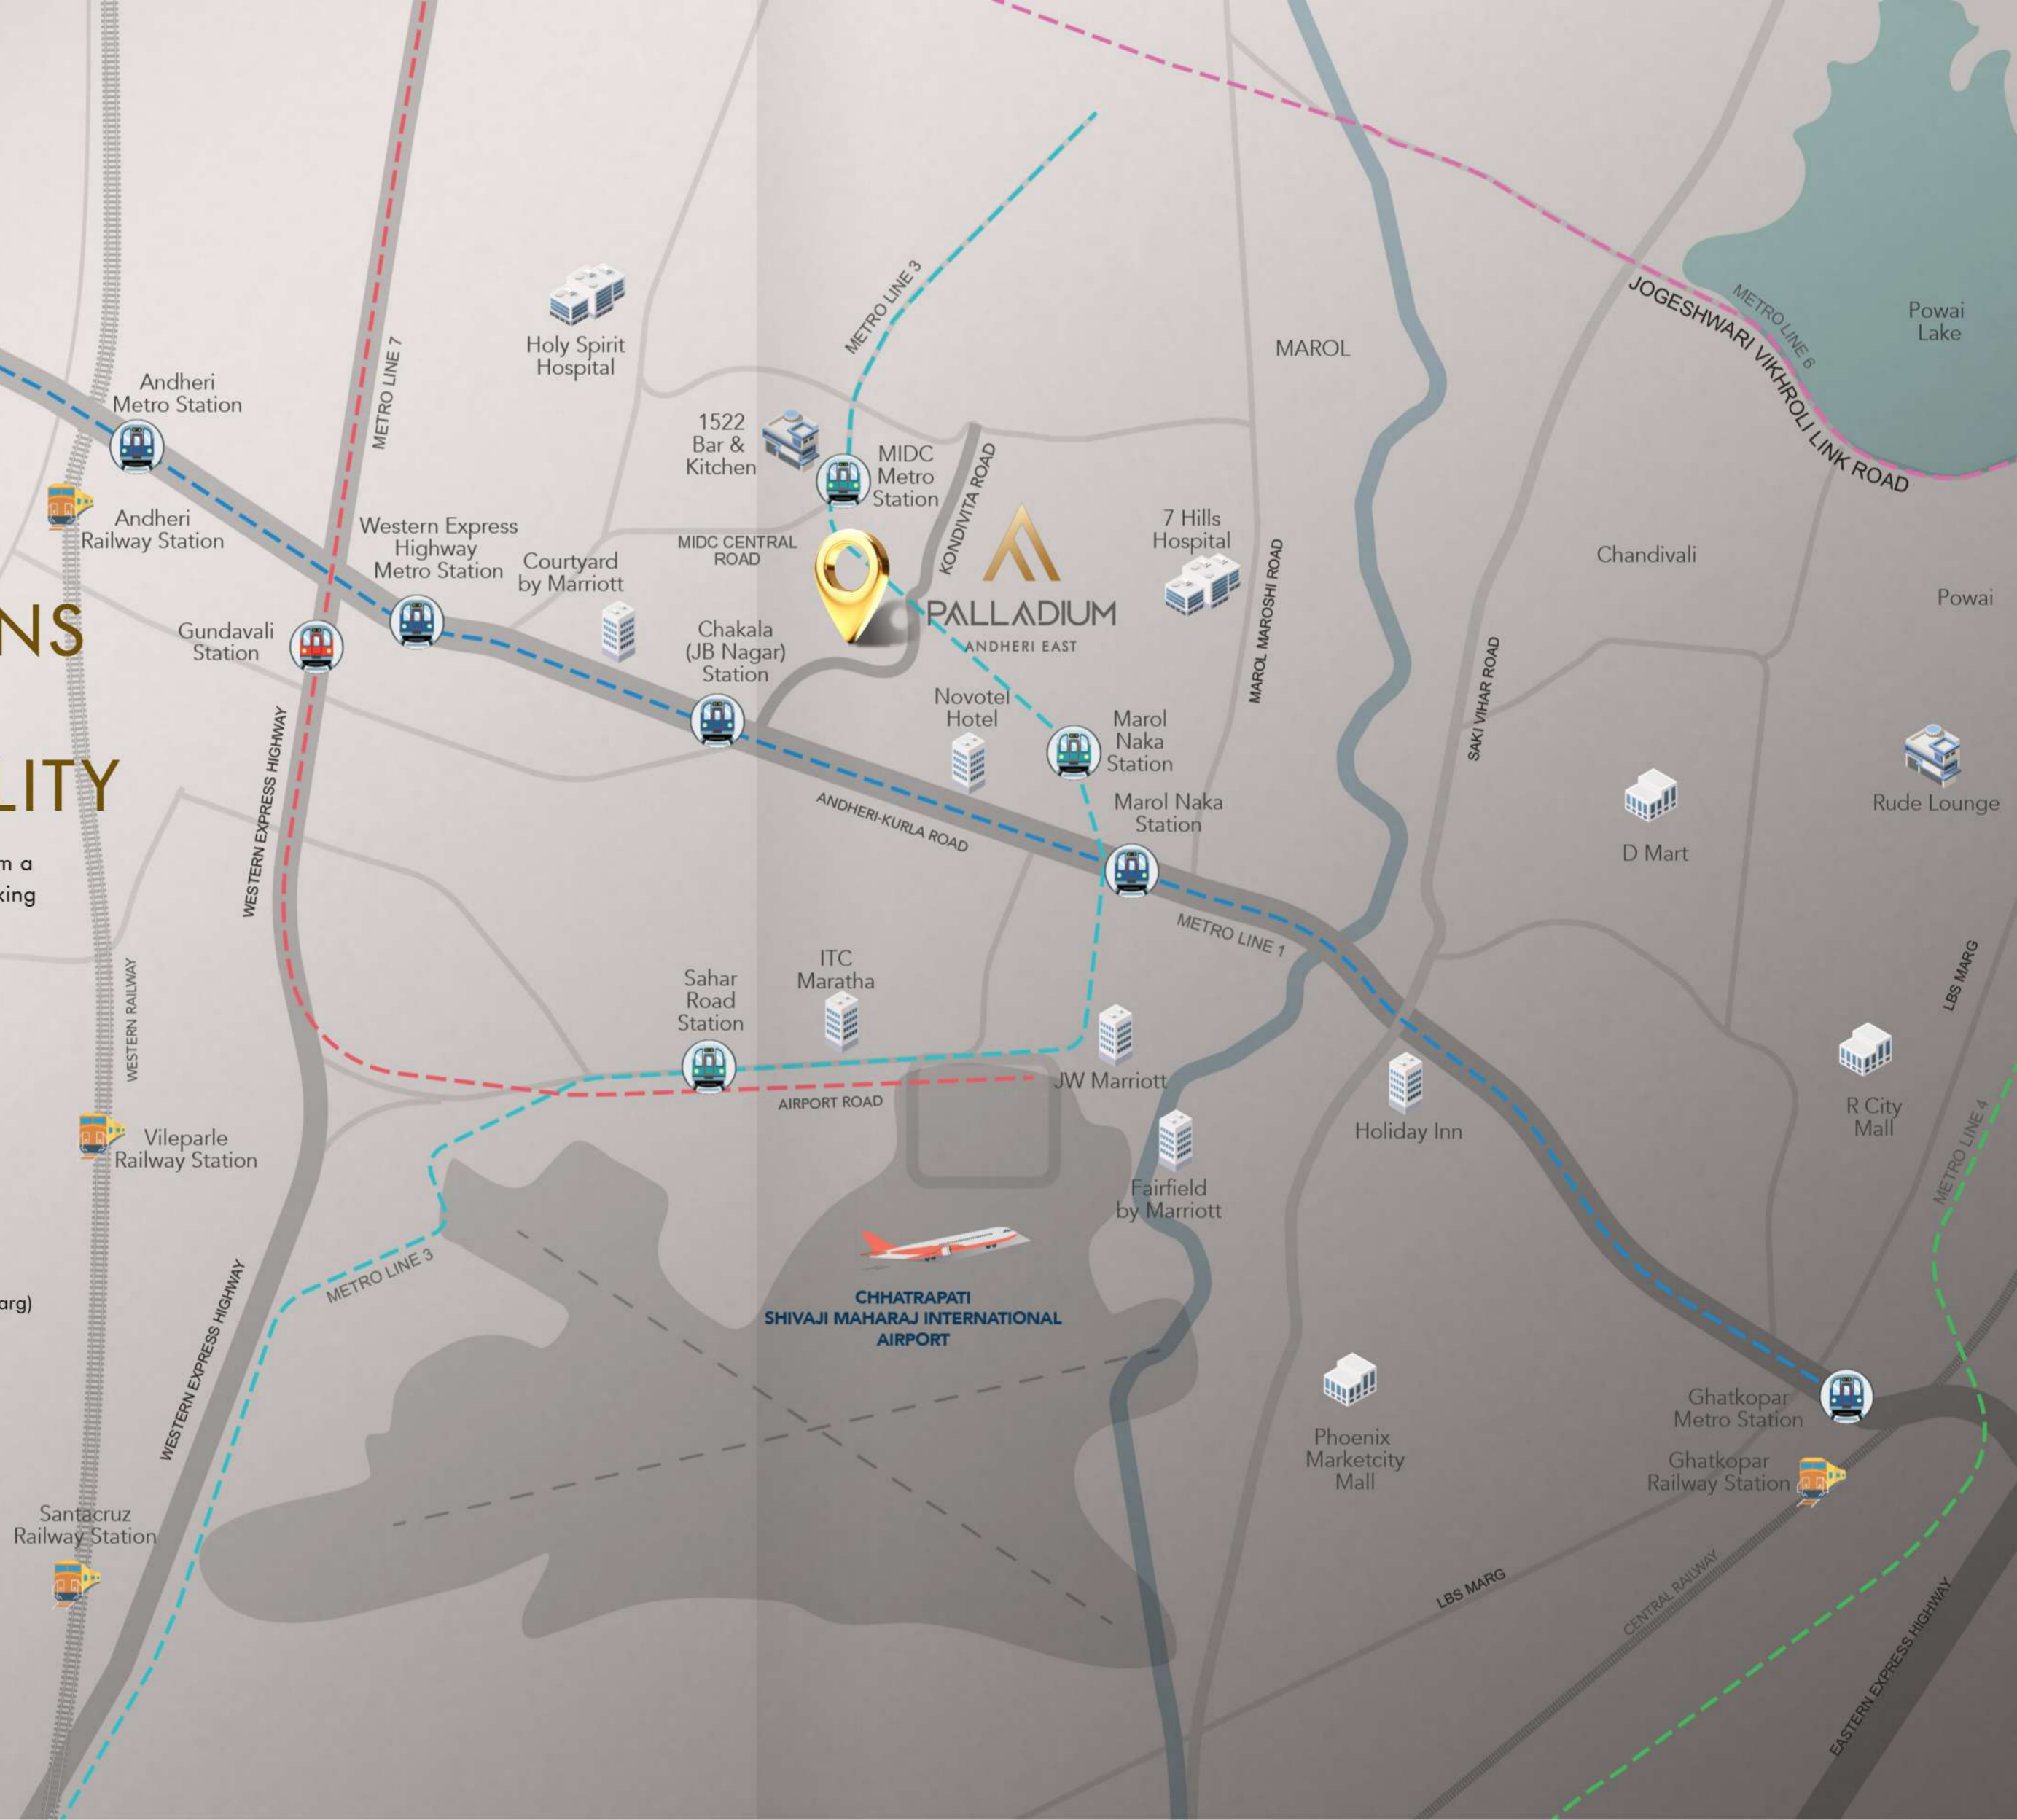 METRO LINE 3
METRO LINE 7
Holy Spirit
Hospital
MAROL
JOGESHWARI VIKHROLI LINK ROAD
METRO LINE 6
Powai
Lake
Andheri
Metro Station
1522
Bar &
Kitchen
MIDC
Metro
Station
KONDIVITA ROAD
Andheri
Railway Station
Western Express
Highway
Metro Station
Courtyard
by Marriott
MIDC CENTRAL
ROAD
7 Hills
Hospital
MAROL MAROSHI ROAD
Chandivali
Powai
NS
Gundavali
Station
Chakala
(JB Nagar)
Station
PALLADIUM
ANDHERI EAST
SAKI VIHAR ROAD
Novotel
Hotel
Marol
Naka
Station
LITY
WESTERN EXPRESS HIGHWAY
ANDHERI-KURLA ROAD
Marol Naka
Station
D Mart
Rude Lounge
m a
king
METRO LINE 1
LBS MARG
WESTERN RAILWAY
Sahar
Road
Station
ITC
Maratha
AIRPORT ROAD
JW Marriott
Holiday Inn
R City
Mall
METRO LINE 4
Vileparle
Railway Station
Fairfield
by Marriott
METRO LINE 3
arg)
CHHATRAPATI
SHIVAJI MAHARAJ INTERNATIONAL
AIRPORT
WESTERN EXPRESS HIGHWAY
Phoenix
Marketcity
Mall
Ghatkopar
Metro Station
Ghatkopar
Railway Station
Santacruz
Railway Station
LBS MARG
CENTRAL RAILWAY
EASTERN EXPRESS HIGHWAY